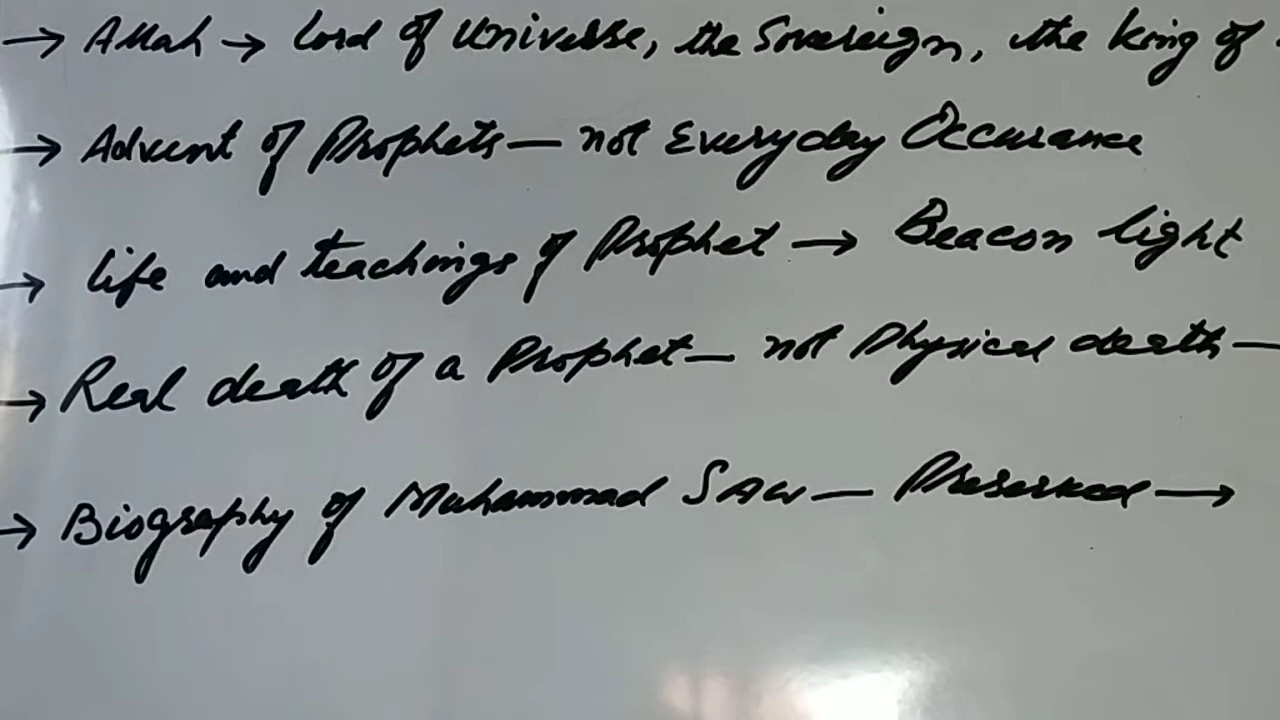 → Allah → Lord of Universe, the Sovereign, the King of
→ Advent of Prophets — not Everyday Occurance
→ life and teachings of Prophet → Beacon light
→ Real death of a Prophet — not Physical death —
→ Biography of Muhammad SAW — Preserved →